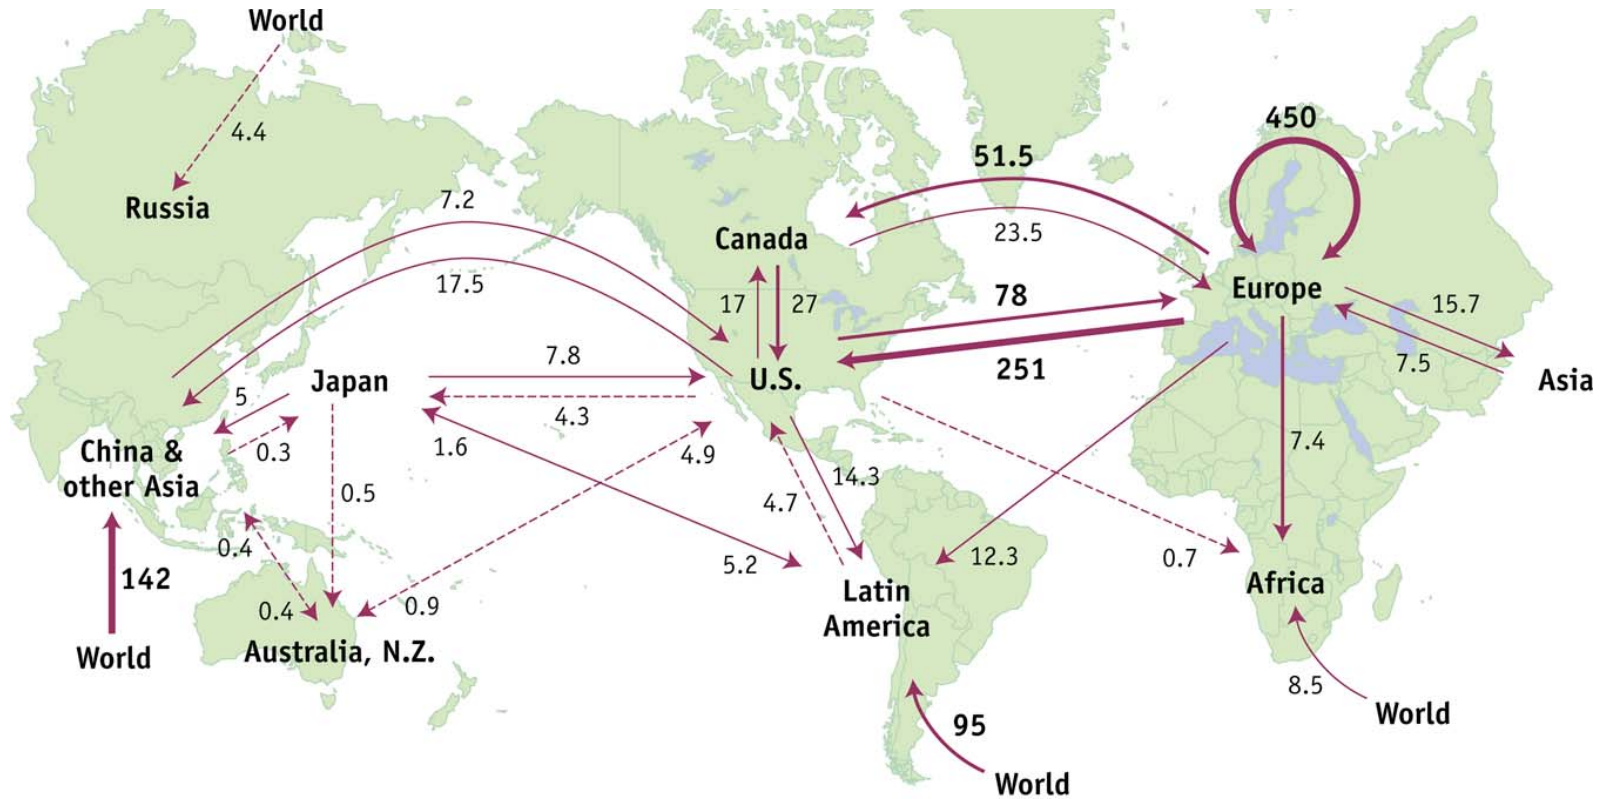 World
4.4
Russia
7.2
17.5
Canada
17
27
51.5
23.5
450
Europe
15.7
7.5
Asia
78
251
U.S.
7.8
4.3
Japan
5
0.3
China &
other Asia
1.6
4.9
4.7
14.3
7.4
0.5
0.4
142
World
0.4
0.9
Australia, N.Z.
5.2
Latin
America
12.3
0.7
Africa
8.5
World
95
World